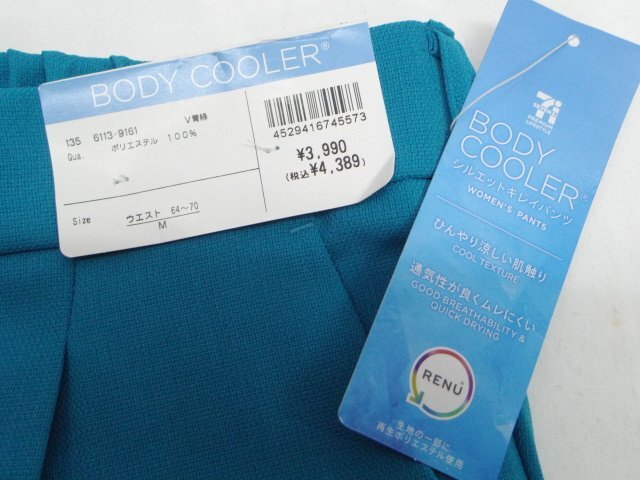 BODY COOLER®
135 6113-9161 V青緑
Qua. ポリエステル 100%
4529416745573
¥3,990
(税込¥4,389)
Size ウエスト 64~70
M
7i
SEVEN PREMIUM
LIFESTYLE
BODY
COOLER®
シルエットキレイパンツ
WOMEN'S PANTS
ひんやり涼しい肌触り
COOL TEXTURE
通気性が良くムレにくい
GOOD BREATHABILITY &
QUICK DRYING
RENU
生地の一部に
再生ポリエステル使用